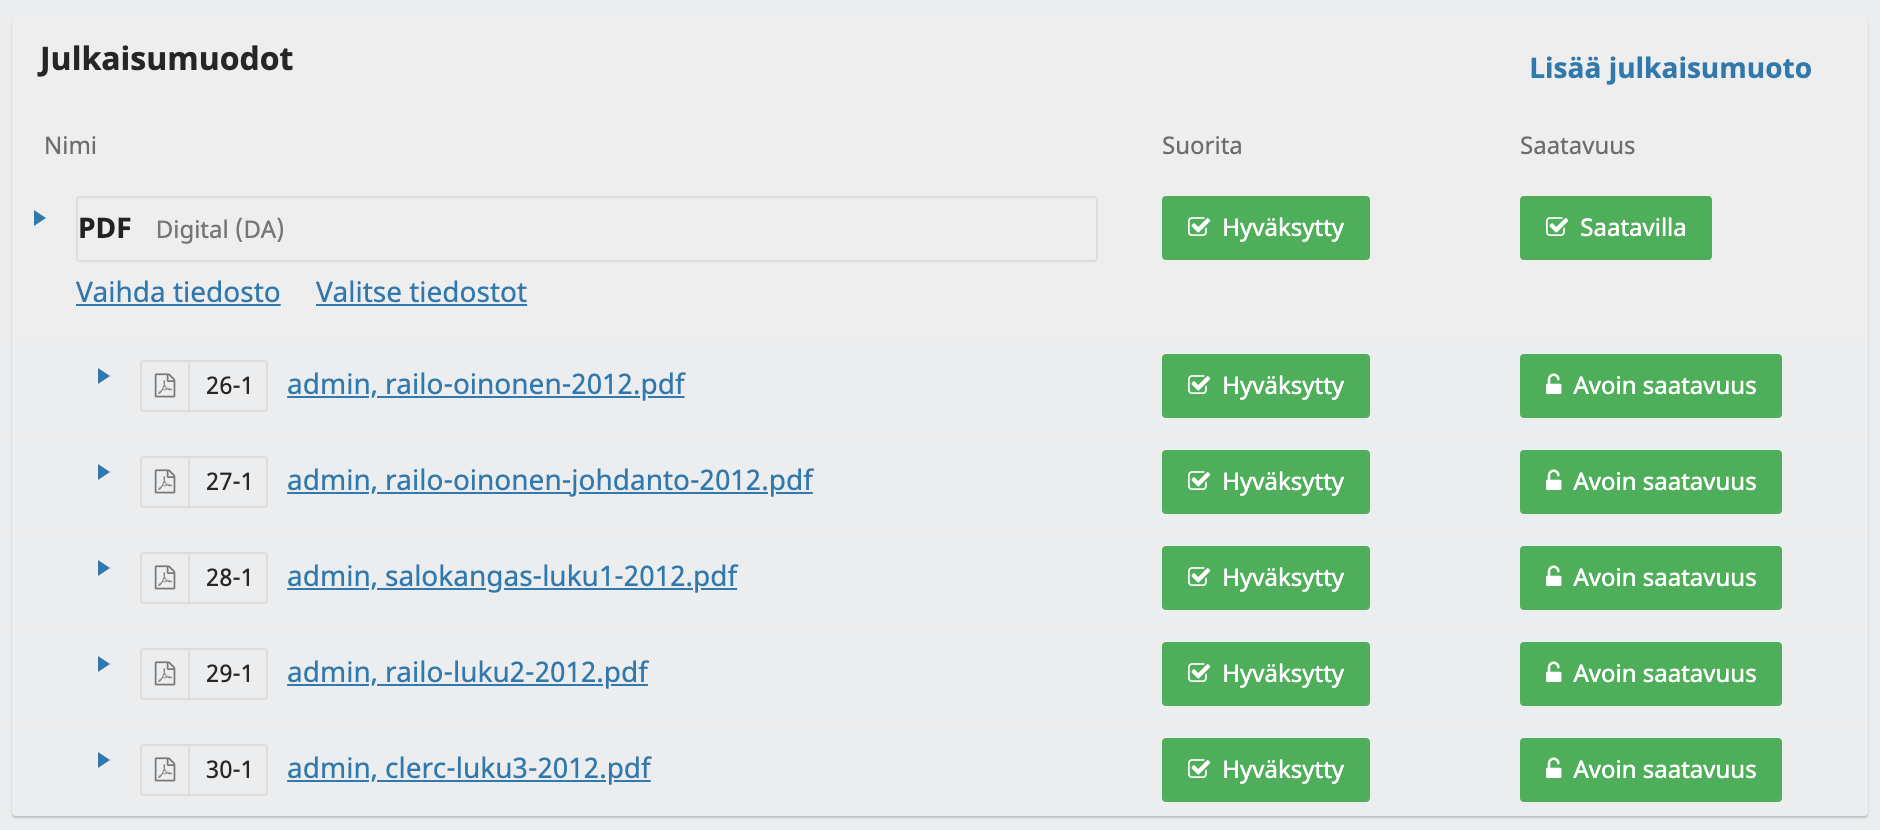 Julkaisumuodot
Lisää julkaisumuoto
Nimi Suorita Saatavuus
PDF Digital (DA) Hyväksytty Saatavilla
Vaihda tiedosto Valitse tiedostot
26-1 admin, railo-oinonen-2012.pdf Hyväksytty Avoin saatavuus
27-1 admin, railo-oinonen-johdanto-2012.pdf Hyväksytty Avoin saatavuus
28-1 admin, salokangas-luku1-2012.pdf Hyväksytty Avoin saatavuus
29-1 admin, railo-luku2-2012.pdf Hyväksytty Avoin saatavuus
30-1 admin, clerc-luku3-2012.pdf Hyväksytty Avoin saatavuus